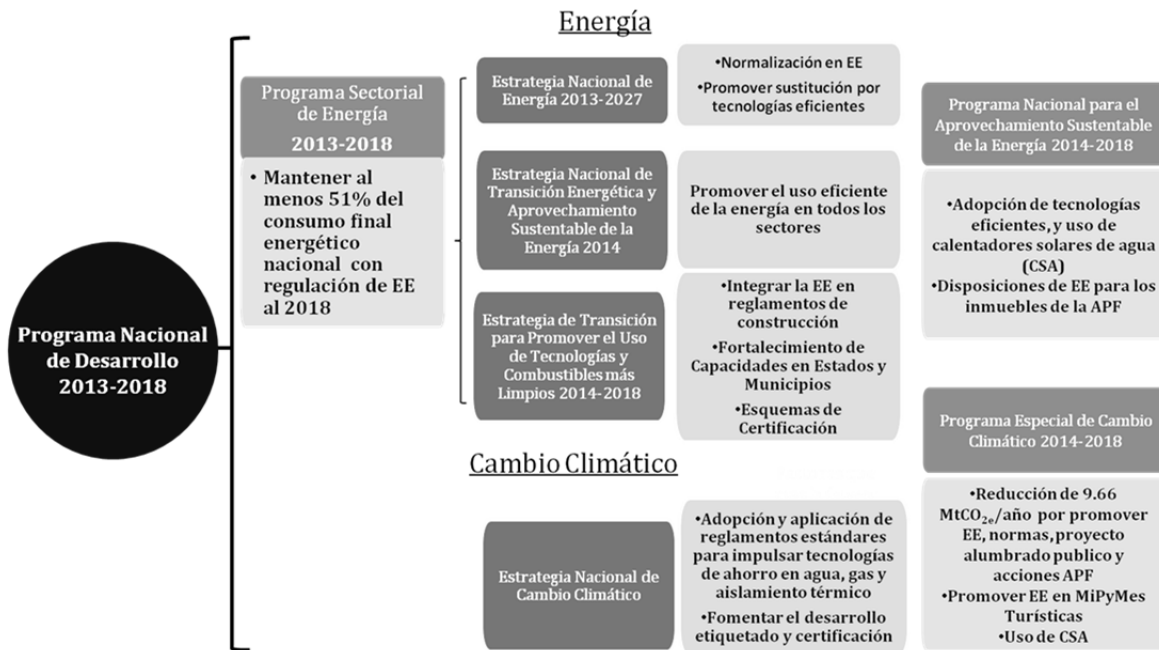 Energía
Programa Nacional
de Desarrollo
2013-2018
Programa Sectorial
de Energía
2013-2018
• Mantener al
menos 51% del
consumo final
energético
nacional con
regulación de EE
al 2018
Estrategia Nacional de
Energía 2013-2027
•Normalización en EE
•Promover sustitución por
tecnologías eficientes
Estrategia Nacional de
Transición Energética y
Aprovechamiento
Sustentable de la
Energía 2014
Promover el uso eficiente
de la energía en todos los
sectores
Estrategia de Transición
para Promover el Uso
de Tecnologías y
Combustibles más
Limpios 2014-2018
•Integrar la EE en
reglamentos de
construcción
•Fortalecimiento de
Capacidades en Estados y
Municipios
•Esquemas de
Certificación
Programa Nacional para el
Aprovechamiento Sustentable
de la Energía 2014-2018
•Adopción de tecnologías
eficientes, y uso de
calentadores solares de agua
(CSA)
•Disposiciones de EE para los
inmuebles de la APF
Cambio Climático
Estrategia Nacional de
Cambio Climático
•Adopción y aplicación de
reglamentos estándares
para impulsar tecnologías
de ahorro en agua, gas y
aislamiento térmico
•Fomentar el desarrollo
etiquetado y certificación
Programa Especial de Cambio
Climático 2014-2018
•Reducción de 9.66
MtCO₂ₑ/año por promover
EE, normas, proyecto
alumbrado publico y
acciones APF
•Promover EE en MiPyMes
Turísticas
•Uso de CSA